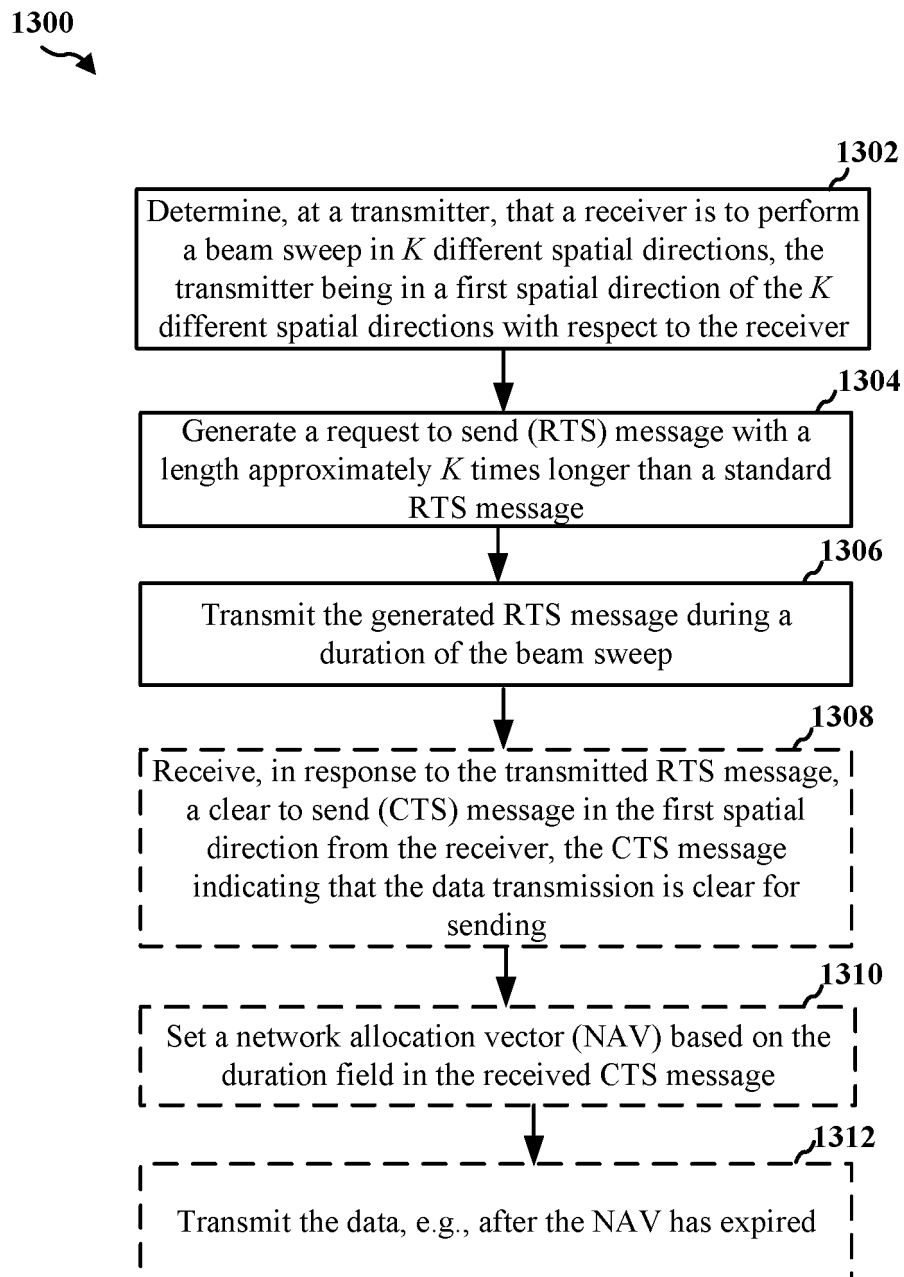 1300
1302
Determine, at a transmitter, that a receiver is to perform
a beam sweep in K different spatial directions, the
transmitter being in a first spatial direction of the K
different spatial directions with respect to the receiver
1304
Generate a request to send (RTS) message with a
length approximately K times longer than a standard
RTS message
1306
Transmit the generated RTS message during a
duration of the beam sweep
1308
Receive, in response to the transmitted RTS message,
a clear to send (CTS) message in the first spatial
direction from the receiver, the CTS message
indicating that the data transmission is clear for
sending
1310
Set a network allocation vector (NAV) based on the
duration field in the received CTS message
1312
Transmit the data, e.g., after the NAV has expired